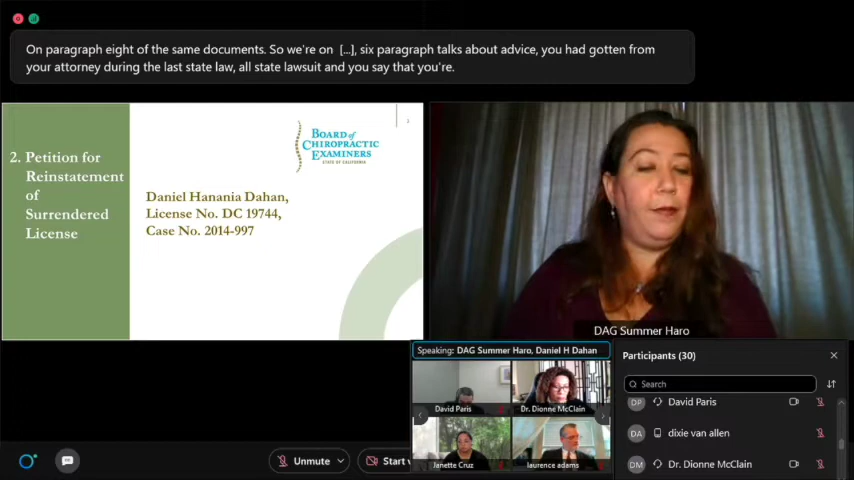 On paragraph eight of the same documents. So we're on [...], six paragraph talks about advice, you had gotten from
your attorney during the last state law, all state lawsuit and you say that you're.
2. Petition for
Reinstatement
of
Surrendered
License
BOARD of
CHIROPRACTIC
EXAMINERS
STATE OF CALIFORNIA
Daniel Hanania Dahan,
License No. DC 19744,
Case No. 2014-997
DAG Summer Haro
Speaking: DAG Summer Haro, Daniel H Dahan
David Paris
Dr. Dionne McClain
Janette Cruz
laurence adams
Participants (30)
Search
DP David Paris
DA dixie van allen
DM Dr. Dionne McClain
Unmute
Start v